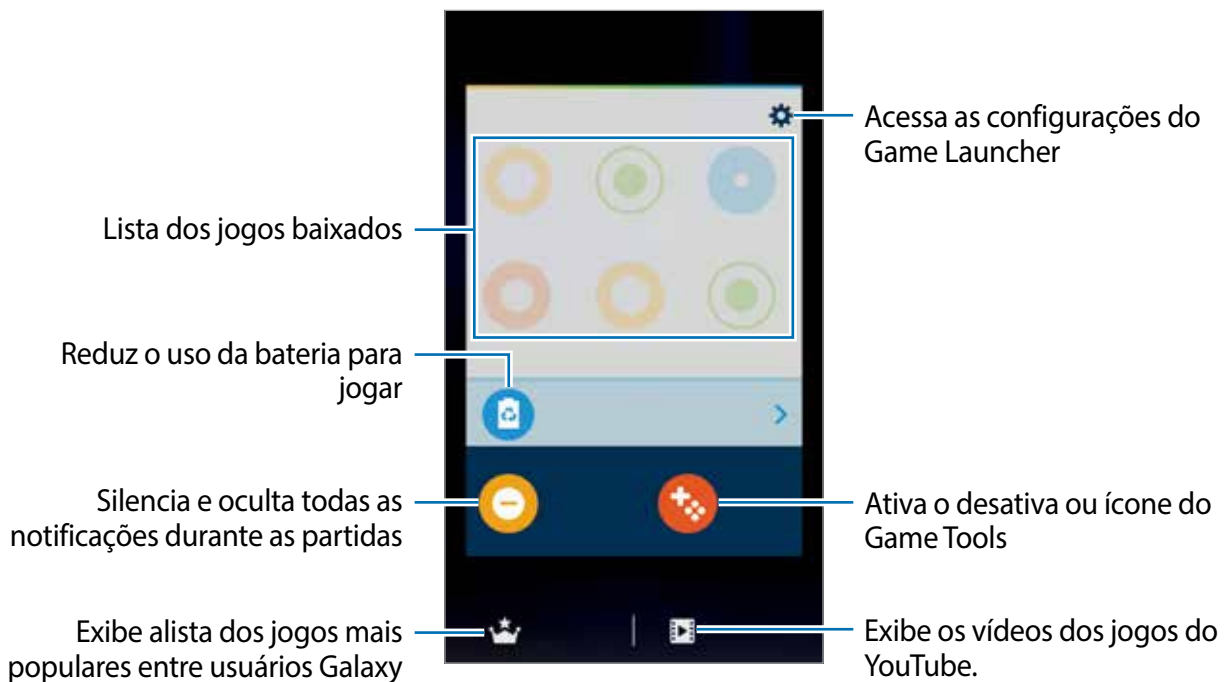 Acessa as configurações do
Game Launcher
Lista dos jogos baixados
Reduz o uso da bateria para
jogar
Silencia e oculta todas as
notificações durante as partidas
Ativa o desativa ou ícone do
Game Tools
Exibe alista dos jogos mais
populares entre usuários Galaxy
Exibe os vídeos dos jogos do
YouTube.